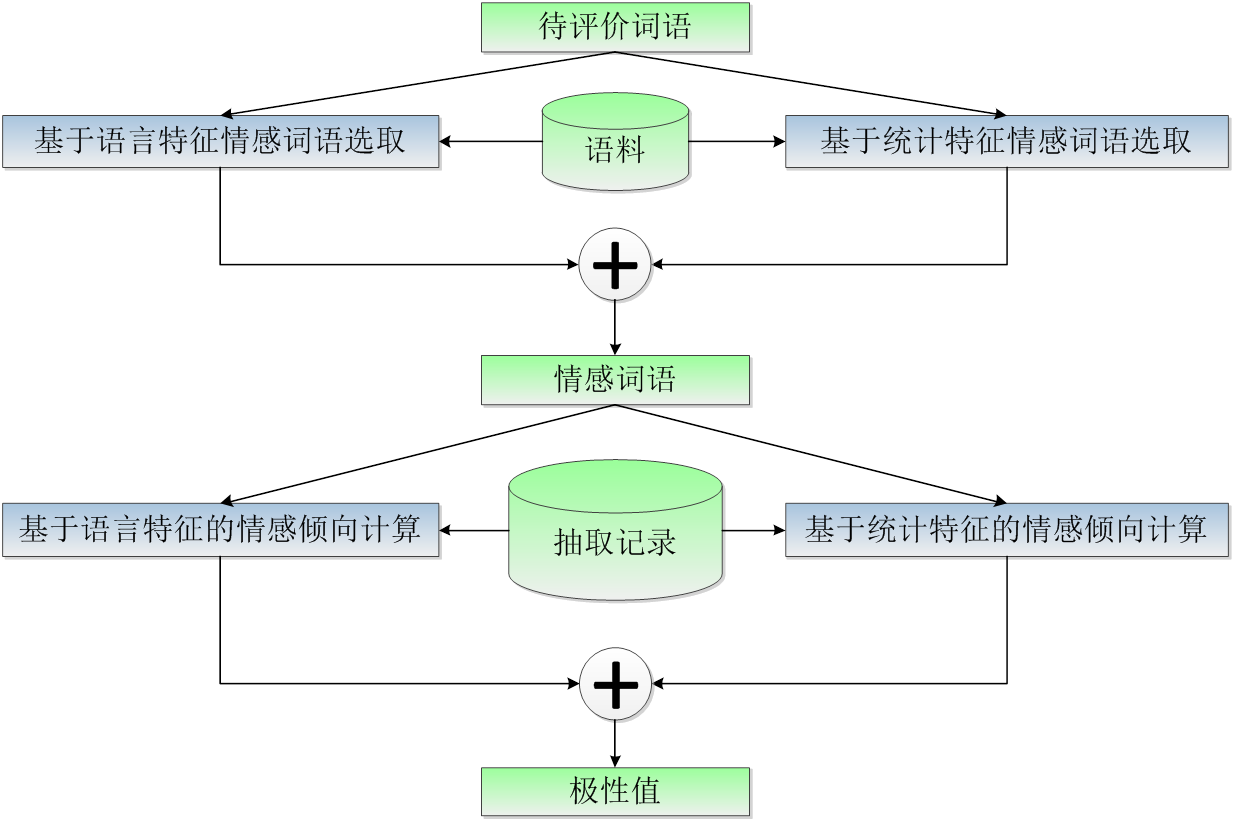 待评价词语
基于语言特征情感词语选取
语料
基于统计特征情感词语选取
情感词语
基于语言特征的情感倾向计算
抽取记录
基于统计特征的情感倾向计算
极性值